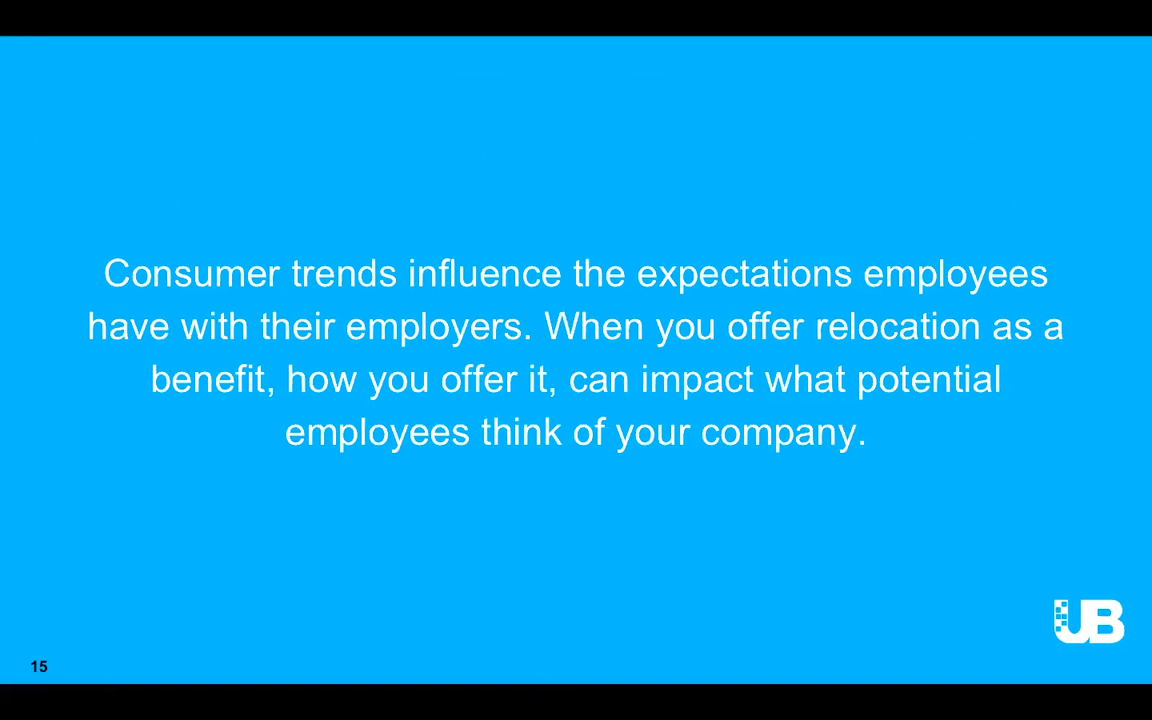 Consumer trends influence the expectations employees
have with their employers. When you offer relocation as a
benefit, how you offer it, can impact what potential
employees think of your company.
UB
15